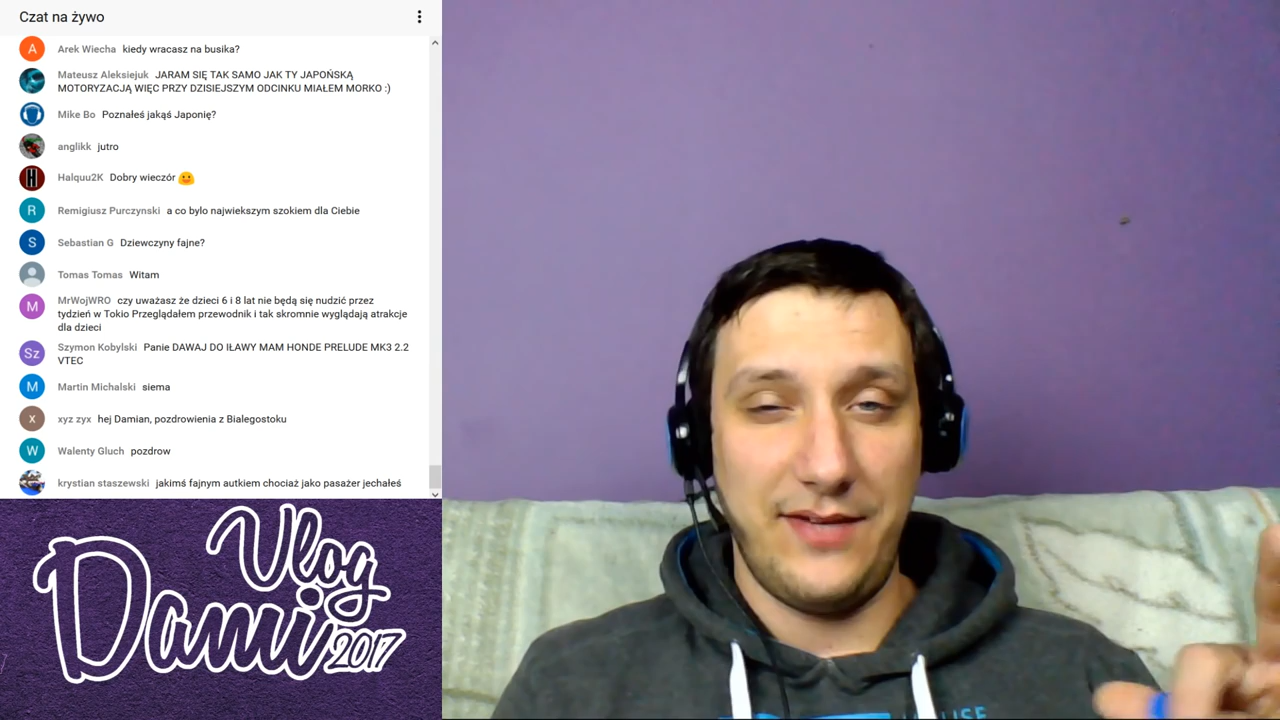 Czat na żywo
A Arek Wiecha kiedy wracasz na busika?
Mateusz Aleksiejuk JARAM SIĘ TAK SAMO JAK TY JAPOŃSKĄ
MOTORYZACJĄ WIĘC PRZY DZISIEJSZYM ODCINKU MIAŁEM MORKO :)
Mike Bo Poznałeś jakąś Japonię?
anglikk jutro
Halquu2K Dobry wieczór
R Remigiusz Purczynski a co bylo najwiekszym szokiem dla Ciebie
S Sebastian G Dziewczyny fajne?
Tomas Tomas Witam
M MrWojWRO czy uważasz że dzieci 6 i 8 lat nie będą się nudzić przez
tydzień w Tokio Przeglądałem przewodnik i tak skromnie wyglądają atrakcje
dla dzieci
Sz Szymon Kobylski Panie DAWAJ DO IŁAWY MAM HONDE PRELUDE MK3 2.2
VTEC
M Martin Michalski siema
x xyz zyx hej Damian, pozdrowienia z Bialegostoku
W Walenty Gluch pozdrow
krystian staszewski jakimś fajnym autkiem chociaż jako pasażer jechałeś
Vlog
Dami
2017